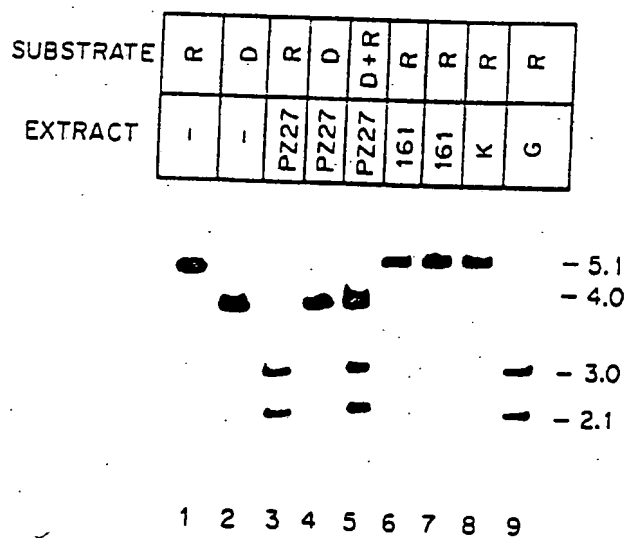 SUBSTRATE R D R D D+R R R R R
EXTRACT – – PZ27 PZ27 PZ27 161 161 K G
– 5.1
– 4.0
– 3.0
– 2.1
1 2 3 4 5 6 7 8 9